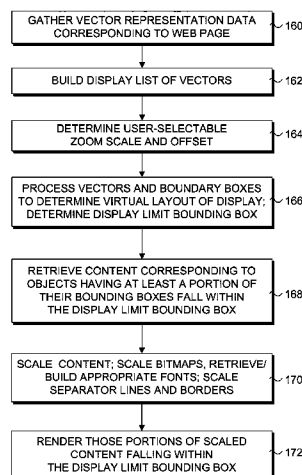 GATHER VECTOR REPRESENTATION DATA
CORRESPONDING TO WEB PAGE
160
BUILD DISPLAY LIST OF VECTORS
162
DETERMINE USER-SELECTABLE
ZOOM SCALE AND OFFSET
164
PROCESS VECTORS AND BOUNDARY BOXES
TO DETERMINE VIRTUAL LAYOUT OF DISPLAY;
DETERMINE DISPLAY LIMIT BOUNDING BOX
166
RETRIEVE CONTENT CORRESPONDING TO
OBJECTS HAVING AT LEAST A PORTION OF
THEIR BOUNDING BOXES FALL WITHIN
THE DISPLAY LIMIT BOUNDING BOX
168
SCALE CONTENT; SCALE BITMAPS, RETRIEVE/
BUILD APPROPRIATE FONTS; SCALE
SEPARATOR LINES AND BORDERS
170
RENDER THOSE PORTIONS OF SCALED
CONTENT FALLING WITHIN
THE DISPLAY LIMIT BOUNDING BOX
172